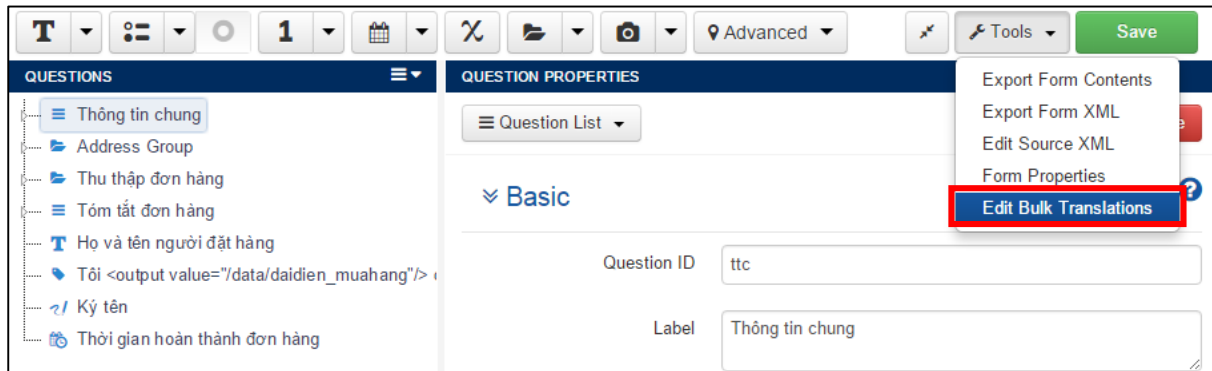 T 1 Advanced Tools Save
QUESTIONS
Thông tin chung
Address Group
Thu thập đơn hàng
Tóm tắt đơn hàng
Họ và tên người đặt hàng
Tôi <output value="/data/daidien_muahang"/>
Ký tên
Thời gian hoàn thành đơn hàng
QUESTION PROPERTIES
Question List
Basic
Question ID ttc
Label Thông tin chung
Export Form Contents
Export Form XML
Edit Source XML
Form Properties
Edit Bulk Translations